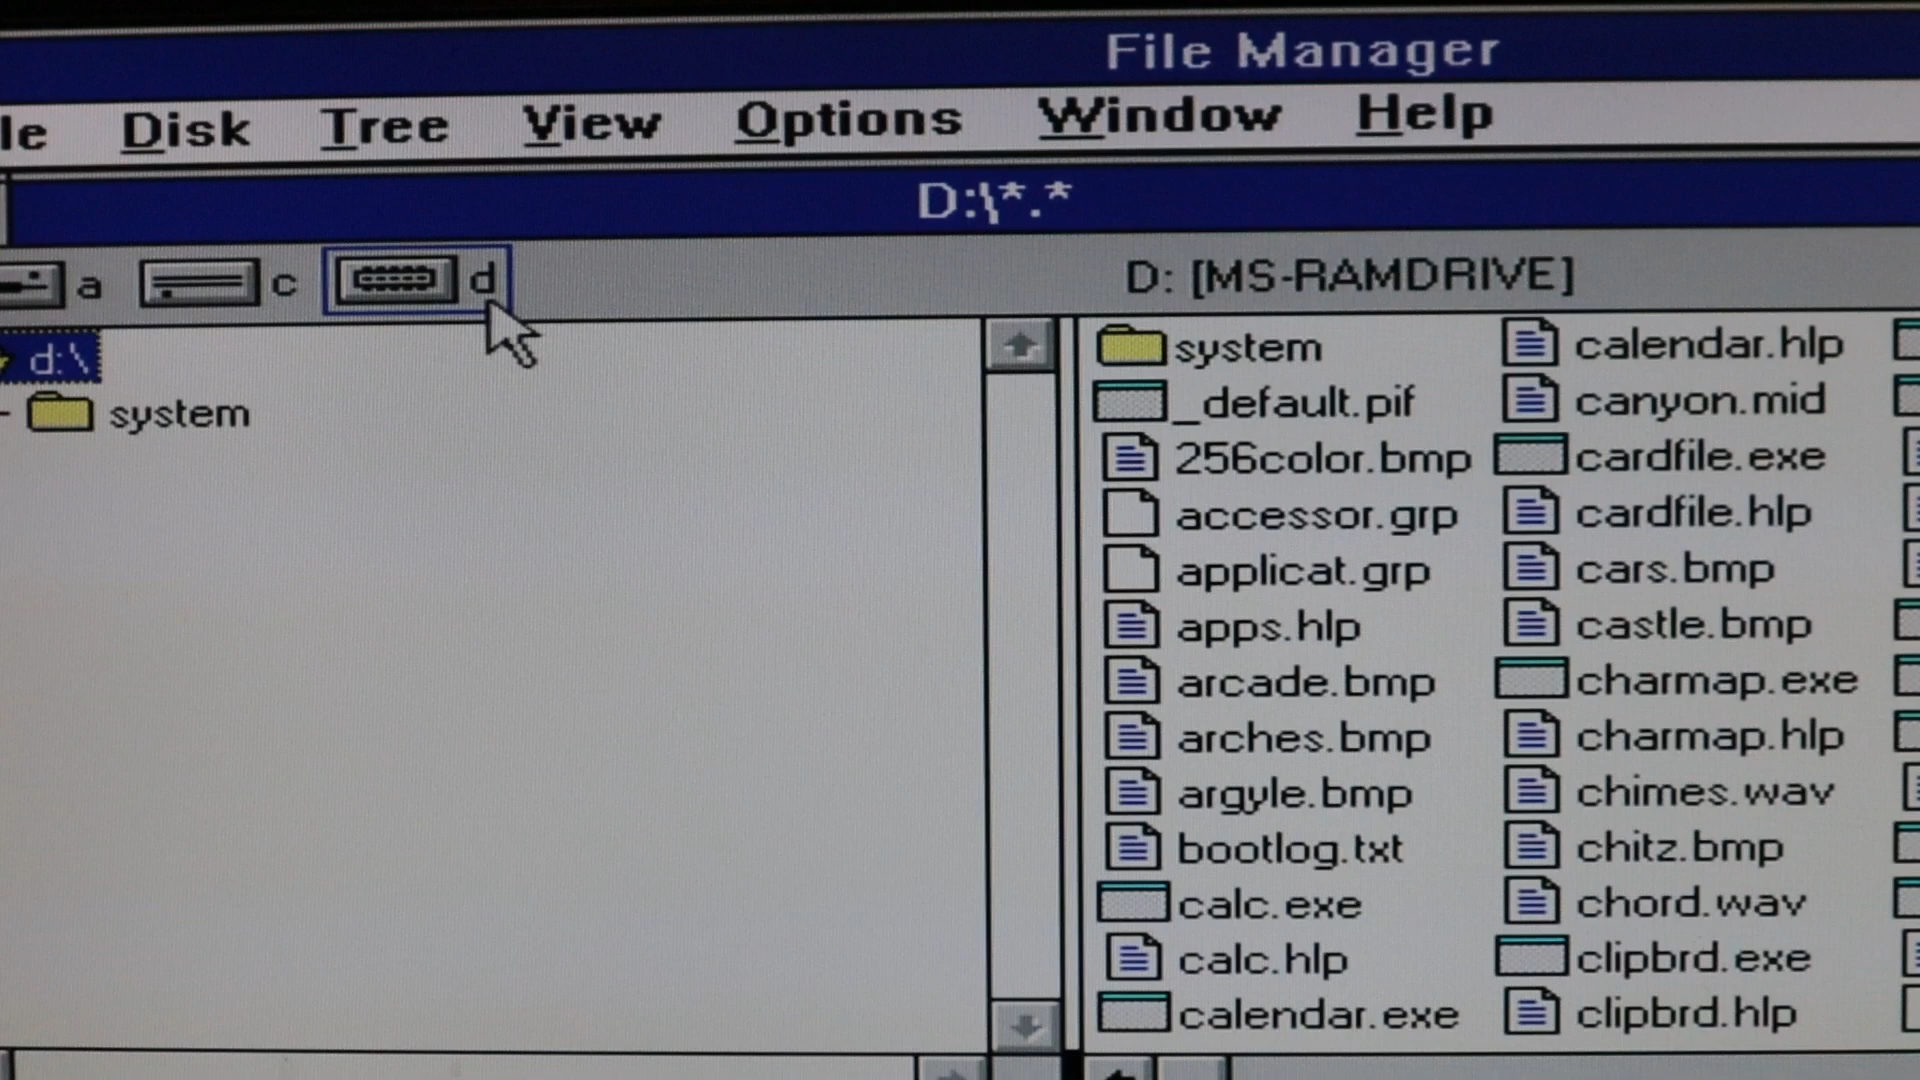 File Manager
le Disk Tree View Options Window Help
D:\*.*
a c d D: [MS-RAMDRIVE]
d:\
system
system
_default.pif
256color.bmp
accessor.grp
applicat.grp
apps.hlp
arcade.bmp
arches.bmp
argyle.bmp
bootlog.txt
calc.exe
calc.hlp
calendar.exe
calendar.hlp
canyon.mid
cardfile.exe
cardfile.hlp
cars.bmp
castle.bmp
charmap.exe
charmap.hlp
chimes.wav
chitz.bmp
chord.wav
clipbrd.exe
clipbrd.hlp